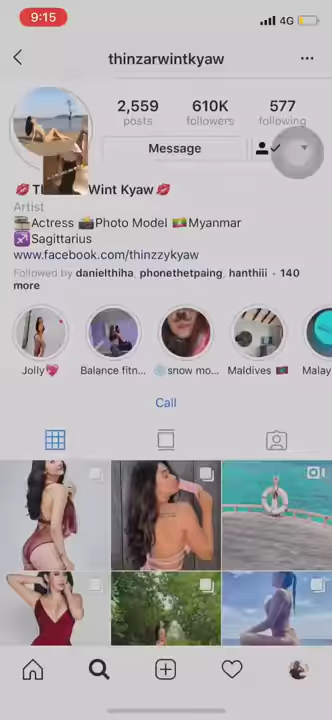 9:15
4G
thinzarwintkyaw
2,559 610K 577
posts followers following
Message
💋 Wint Kyaw💋
Artist
🎬Actress 📸Photo Model 🇲🇲Myanmar
♐Sagittarius
www.facebook.com/thinzzykyaw
Followed by danielthiha, phonethetpaing, hanthiii + 140
more
Jolly💖 Balance fitn... ❄️snow mo... Maldives 🇲🇻 Malay
Call